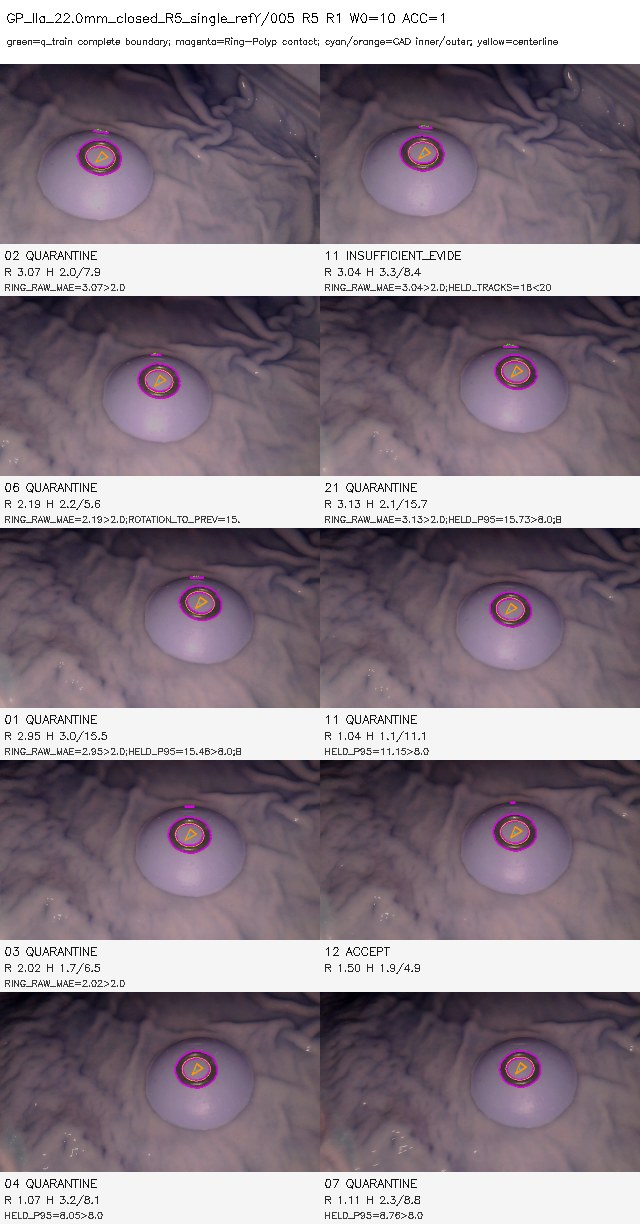 GP_IIa_22.0mm_closed_R5_single_refY/005 R5 R1 W0=10 ACC=1
green=q_train complete boundary; magenta=Ring-Polyp contact; cyan/orange=CAD inner/outer; yellow=centerline
02 QUARANTINE
R 3.07 H 2.0/7.9
RING_RAW_MAE=3.07>2.0
11 INSUFFICIENT_EVIDE
R 3.04 H 3.3/8.4
RING_RAW_MAE=3.04>2.0;HELD_TRACKS=18<20
06 QUARANTINE
R 2.19 H 2.2/5.6
RING_RAW_MAE=2.19>2.0;ROTATION_TO_PREV=15.
21 QUARANTINE
R 3.13 H 2.1/15.7
RING_RAW_MAE=3.13>2.0;HELD_P95=15.73>8.0;B
01 QUARANTINE
R 2.95 H 3.0/15.5
RING_RAW_MAE=2.95>2.0;HELD_P95=15.48>8.0;B
11 QUARANTINE
R 1.04 H 1.1/11.1
HELD_P95=11.15>8.0
03 QUARANTINE
R 2.02 H 1.7/6.5
RING_RAW_MAE=2.02>2.0
12 ACCEPT
R 1.50 H 1.9/4.9
04 QUARANTINE
R 1.07 H 3.2/8.1
HELD_P95=8.05>8.0
07 QUARANTINE
R 1.11 H 2.3/8.8
HELD_P95=8.76>8.0